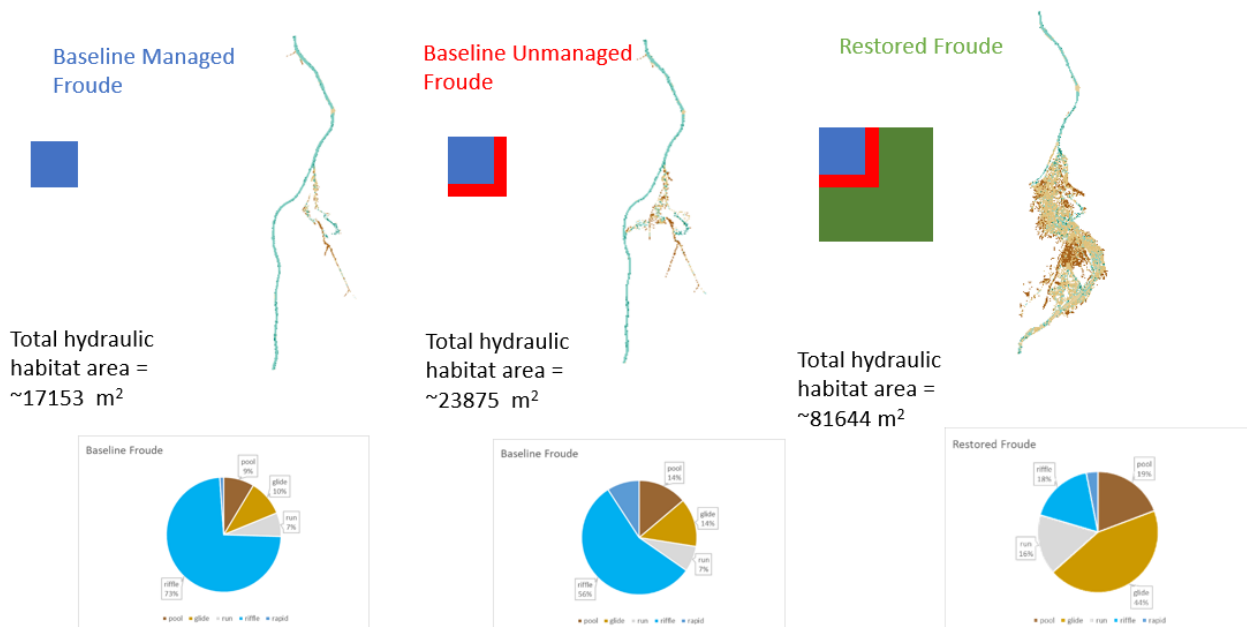 Baseline Managed
Froude
Baseline Unmanaged
Froude
Restored Froude
Total hydraulic
habitat area =
~17153 m²
Total hydraulic
habitat area =
~23875 m²
Total hydraulic
habitat area =
~81644 m²
Baseline Froude
pool
9%
glide
10%
run
7%
riffle
73%
pool glide run riffle rapid
Baseline Froude
pool
14%
glide
14%
run
7%
riffle
56%
pool glide run riffle rapid
Restored Froude
riffle
18%
pool
19%
run
16%
glide
44%
pool glide run riffle rapid